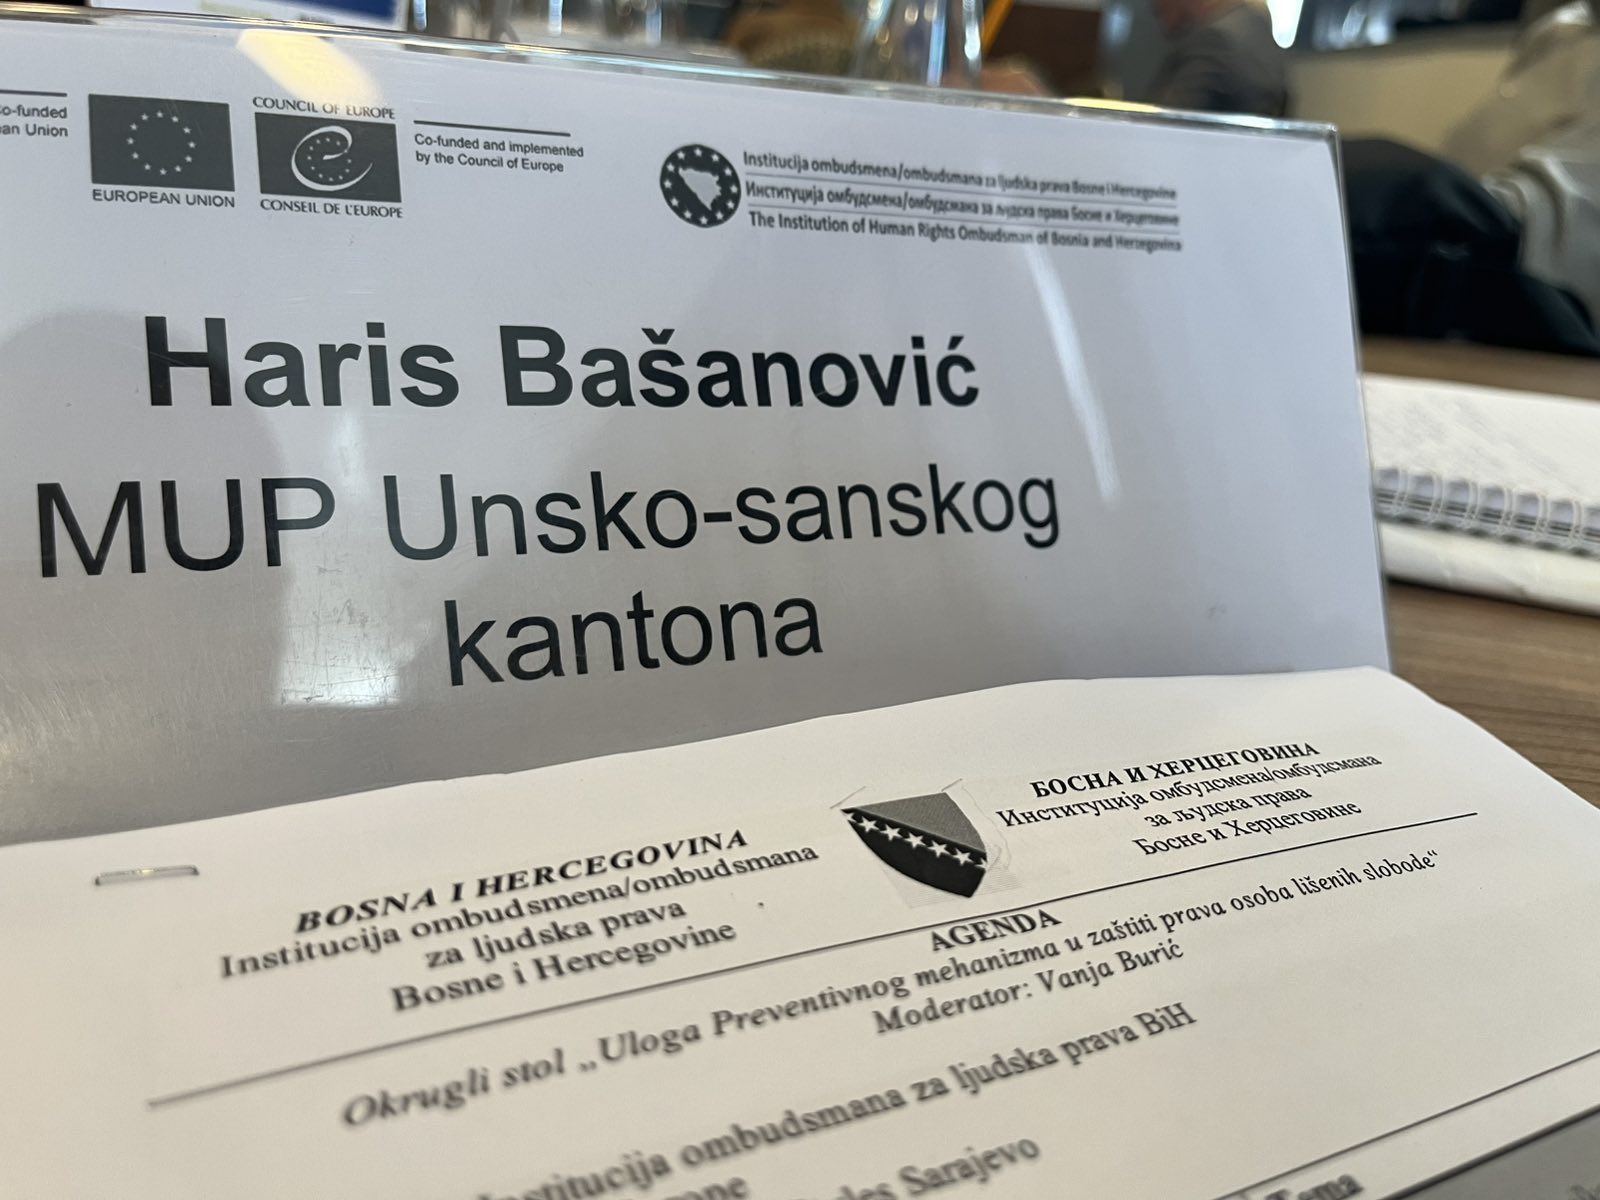 o-funded
an Union
EUROPEAN UNION
COUNCIL OF EUROPE
CONSEIL DE L'EUROPE
Co-funded and implemented
by the Council of Europe
Institucija ombudsmena/ombudsmana za ljudska prava Bosne i Hercegovine
Институција омбудсмена/омбудсмана за људска права Босне и Херцеговине
The Institution of Human Rights Ombudsman of Bosnia and Herzegovina
Haris Bašanović
MUP Unsko-sanskog
kantona
BOSNA I HERCEGOVINA
Institucija ombudsmena/ombudsmana
za ljudska prava
Bosne i Hercegovine
БОСНА И ХЕРЦЕГОВИНА
Институција омбудсмена/омбудсмана
за људска права
Босне и Херцеговине
AGENDA
Okrugli stol „Uloga Preventivnog mehanizma u zaštiti prava osoba lišenih slobode“
Moderator: Vanja Burić
nstitucija ombudsmana za ljudska prava BiH
Sarajevo
Tema